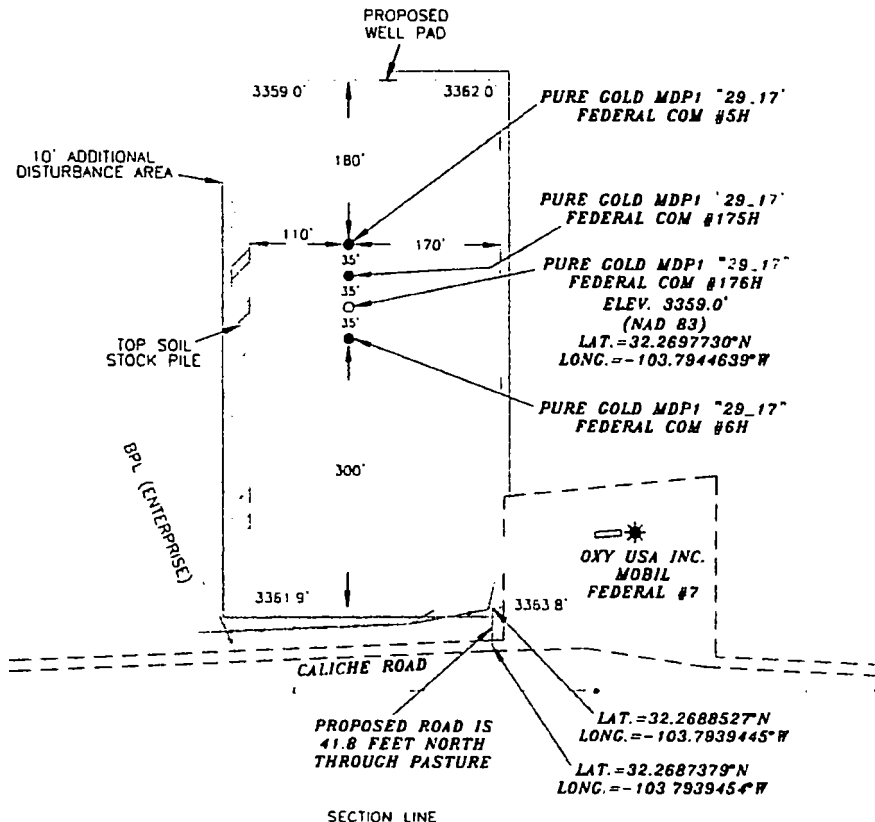 PROPOSED
WELL PAD
3359.0'
3362.0'
PURE GOLD MDP1 "29_17'
FEDERAL COM #5H
10' ADDITIONAL
DISTURBANCE AREA
180'
PURE GOLD MDP1 '29_17'
FEDERAL COM #175H
110'
170'
35'
35'
35'
PURE GOLD MDP1 "29_17"
FEDERAL COM #176H
ELEV. 3359.0'
(NAD 83)
LAT.=32.2697730°N
LONG.=-103.7944639°W
TOP SOIL
STOCK PILE
PURE GOLD MDP1 "29_17"
FEDERAL COM #6H
BPL (ENTERPRISE)
300'
OXY USA INC.
MOBIL
FEDERAL #7
3361.9'
3363.8'
CALICHE ROAD
PROPOSED ROAD IS
41.8 FEET NORTH
THROUGH PASTURE
LAT.=32.2688527°N
LONG.=-103.7939445°W
LAT.=32.2687379°N
LONG.=-103.7939454°W
SECTION LINE